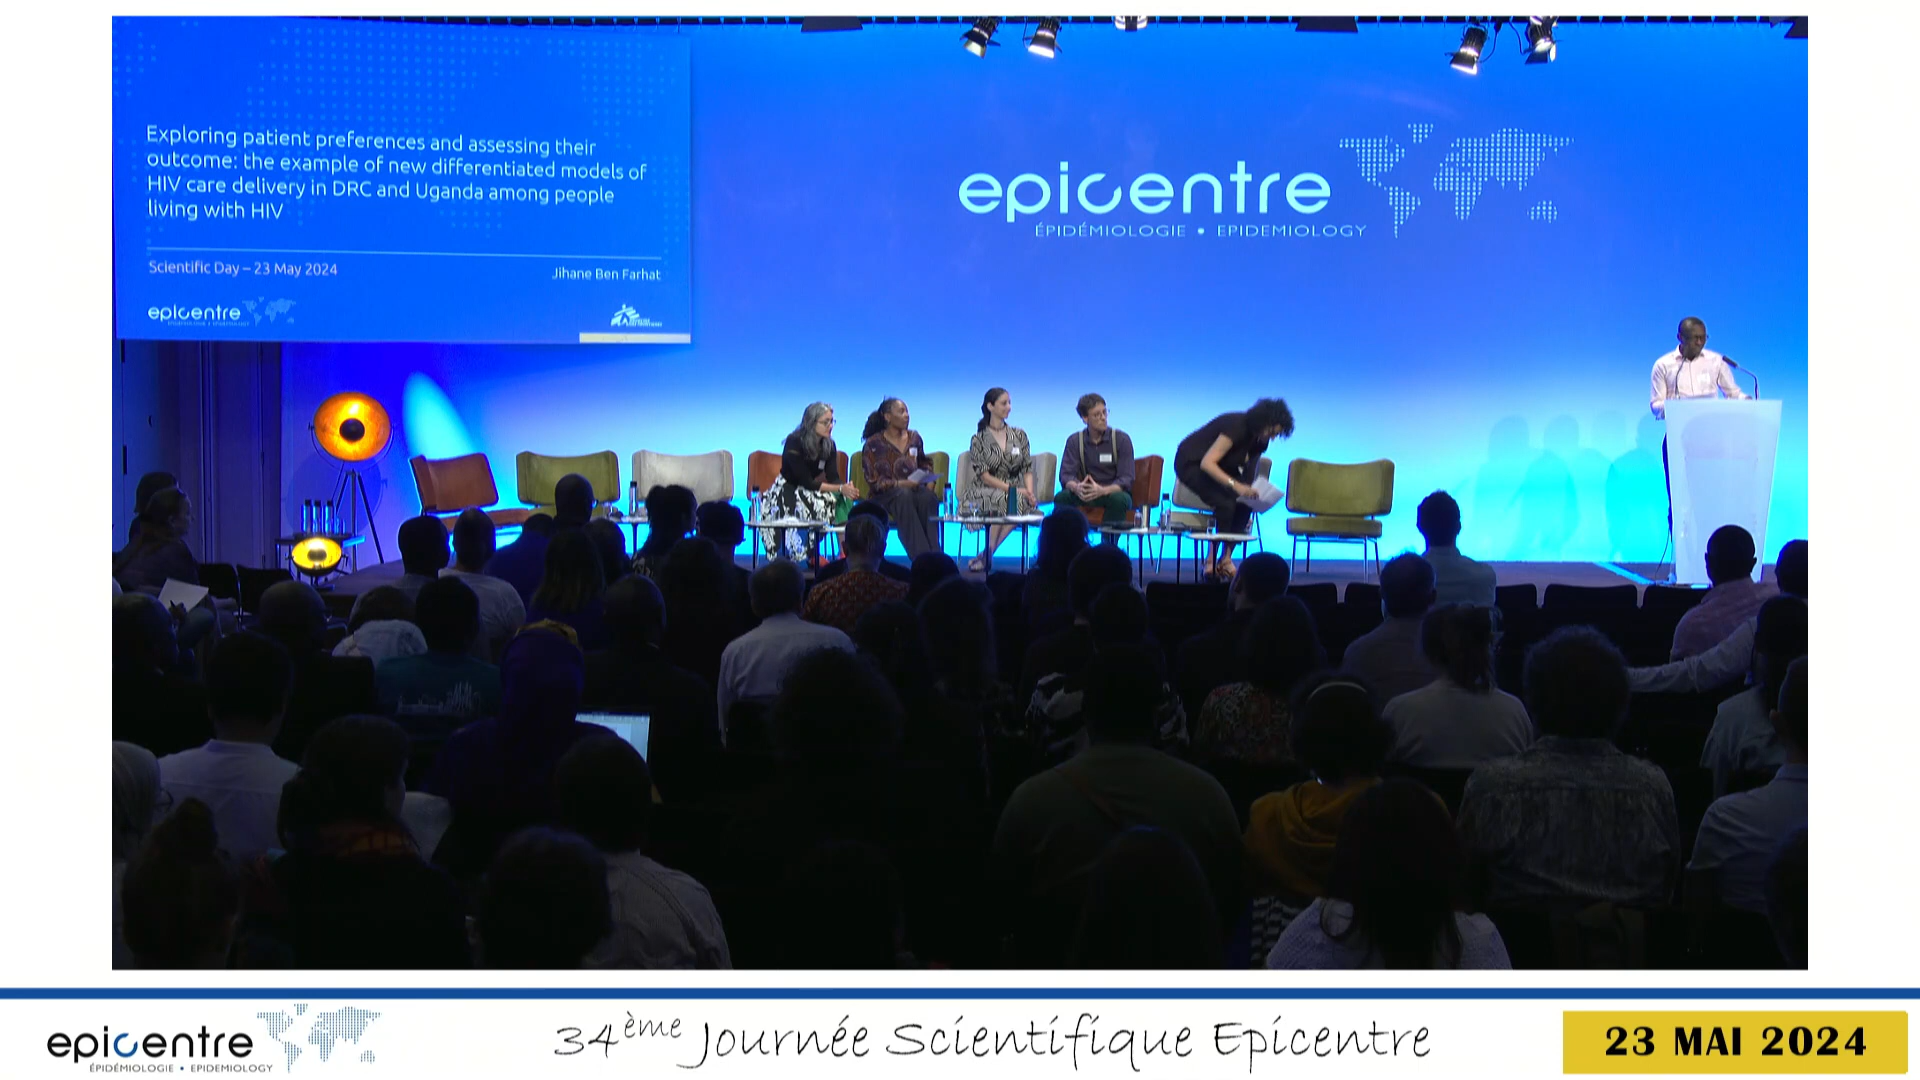 Exploring patient preferences and assessing their
outcome: the example of new differentiated models of
HIV care delivery in DRC and Uganda among people
living with HIV
Scientific Day – 23 May 2024
Jihane Ben Farhat
epicentre
epicentre
ÉPIDÉMIOLOGIE • EPIDEMIOLOGY
epicentre
ÉPIDÉMIOLOGIE • EPIDEMIOLOGY
34ème Journée Scientifique Epicentre
23 MAI 2024